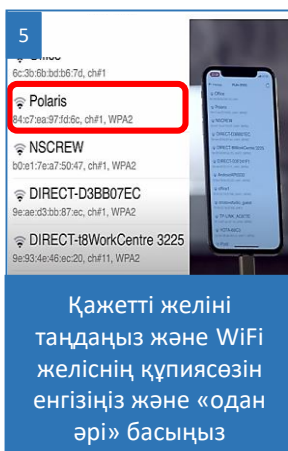 5
Office
6c:3b:6b:bd:b6:7d, ch#1
Polaris
84:c7:ea:97:fd:6c, ch#1, WPA2
NSCREW
b0:e1:7e:a7:50:47, ch#1, WPA2
DIRECT-D3BB07EC
9e:ae:d3:bb:87:ec, ch#1, WPA2
DIRECT-t8WorkCentre 3225
9e:93:4e:46:ec:20, ch#11, WPA2
Қажетті желіні
таңдаңыз және WiFi
желіснің құпиясөзін
енгізіңіз және «одан
әрі» басыңыз